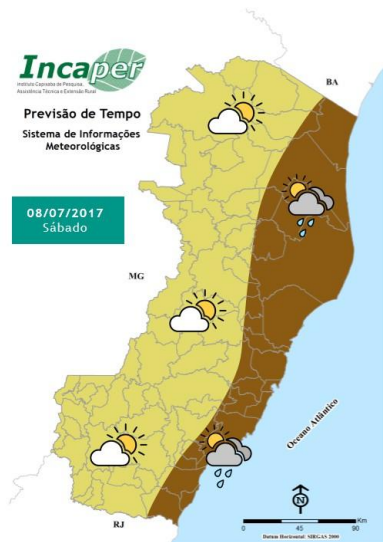 Incaper
Instituto Capixaba de Pesquisa,
Assistência Técnica e Extensão Rural
Previsão de Tempo
Sistema de Informações
Meteorológicas
08/07/2017
Sábado
BA
MG
RJ
Oceano Atlântico
N
Km
0 45 90
Datum Horizontal: SIRGAS 2000